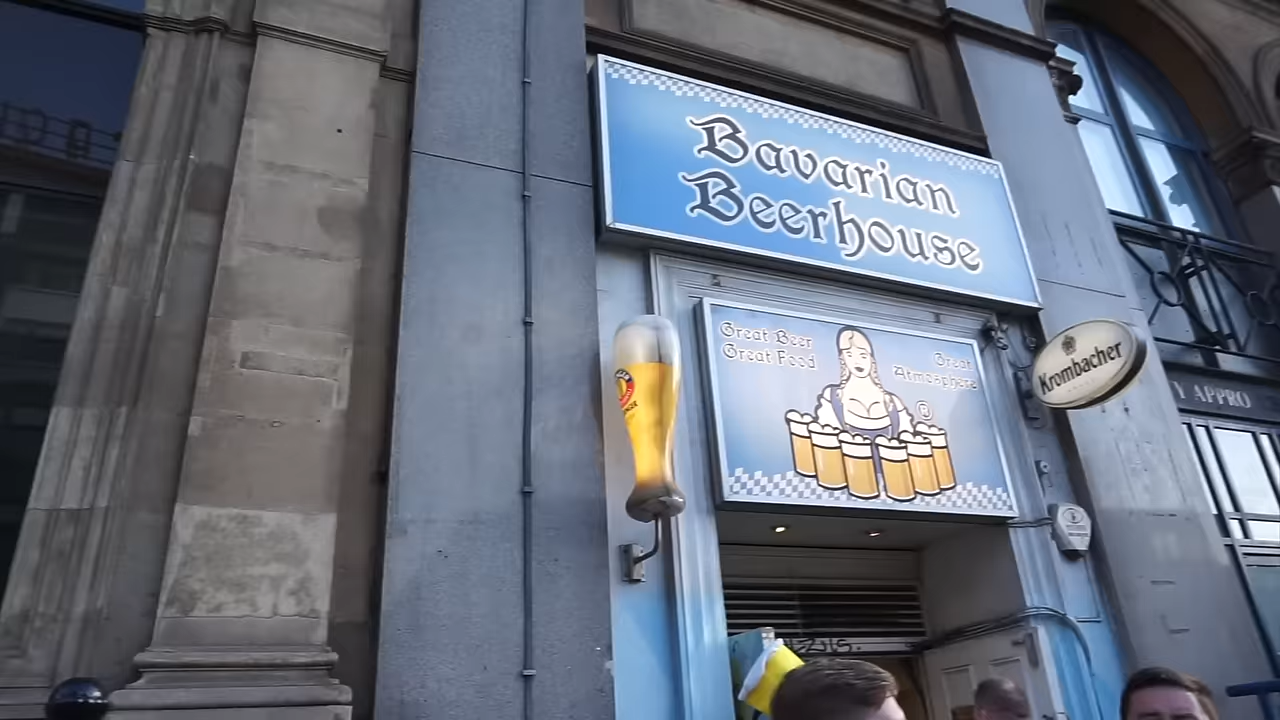 Bavarian
Beerhouse
Great Beer
Great Food
Great
Atmosphere
®
Krombacher
Y APPRO